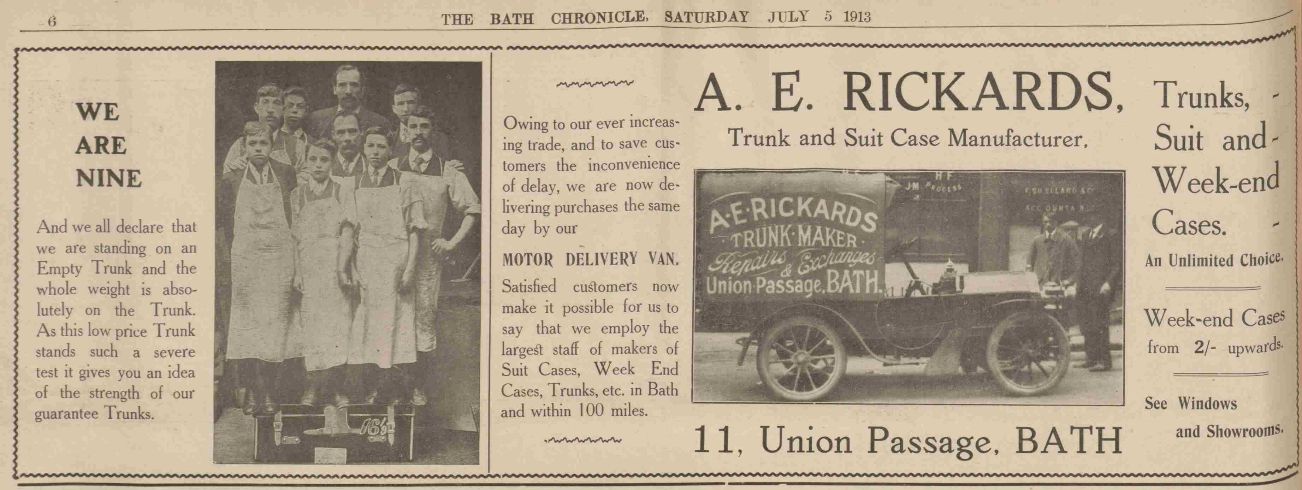 6
THE BATH CHRONICLE, SATURDAY JULY 5 1913
WE
ARE
NINE
And we all declare that
we are standing on an
Empty Trunk and the
whole weight is abso-
lutely on the Trunk.
As this low price Trunk
stands such a severe
test it gives you an idea
of the strength of our
guarantee Trunks.
16/6
Owing to our ever increas-
ing trade, and to save cus-
tomers the inconvenience
of delay, we are now de-
livering purchases the same
day by our
MOTOR DELIVERY VAN.
Satisfied customers now
make it possible for us to
say that we employ the
largest staff of makers of
Suit Cases, Week End
Cases, Trunks, etc. in Bath
and within 100 miles.
A. E. RICKARDS,
Trunk and Suit Case Manufacturer,
A·E·RICKARDS
·TRUNK·MAKER·
Repairs & Exchanges
Union Passage, BATH.
JM PROCESS
11, Union Passage, BATH
Trunks, -
Suit and -
Week-end
Cases. -
An Unlimited Choice.
Week-end Cases
from 2/- upwards.
See Windows
and Showrooms.